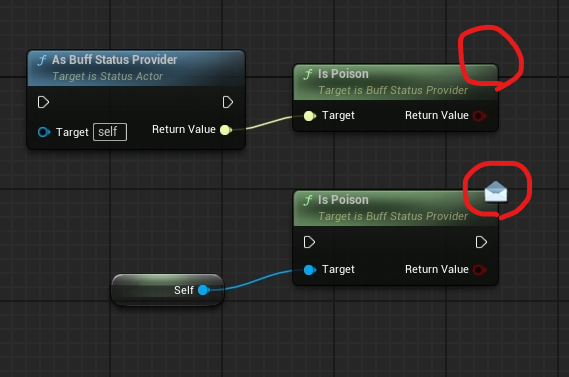 f As Buff Status Provider
Target is Status Actor
Target self Return Value
f Is Poison
Target is Buff Status Provider
Target Return Value
f Is Poison
Target is Buff Status Provider
Target Return Value
Self